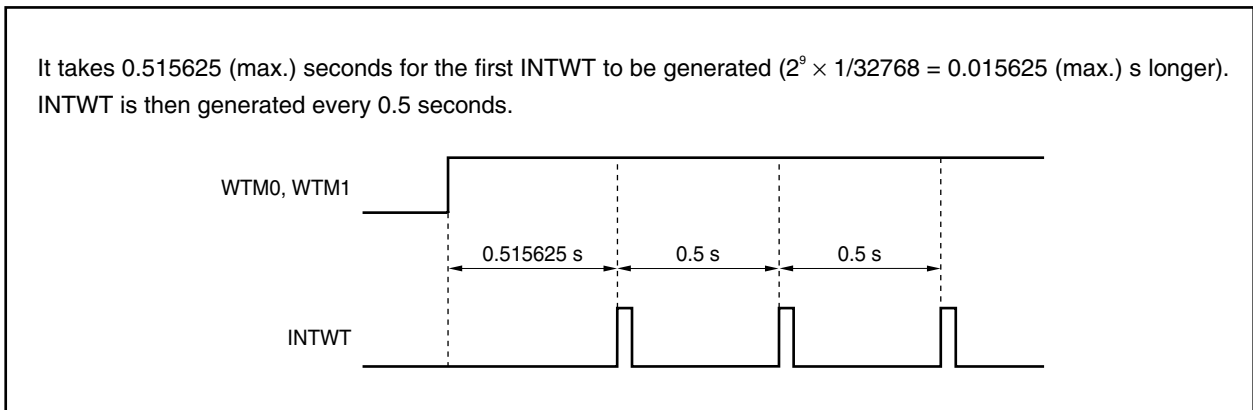 It takes 0.515625 (max.) seconds for the first INTWT to be generated (2⁹ × 1/32768 = 0.015625 (max.) s longer).
INTWT is then generated every 0.5 seconds.
WTM0, WTM1
0.515625 s 0.5 s 0.5 s
INTWT